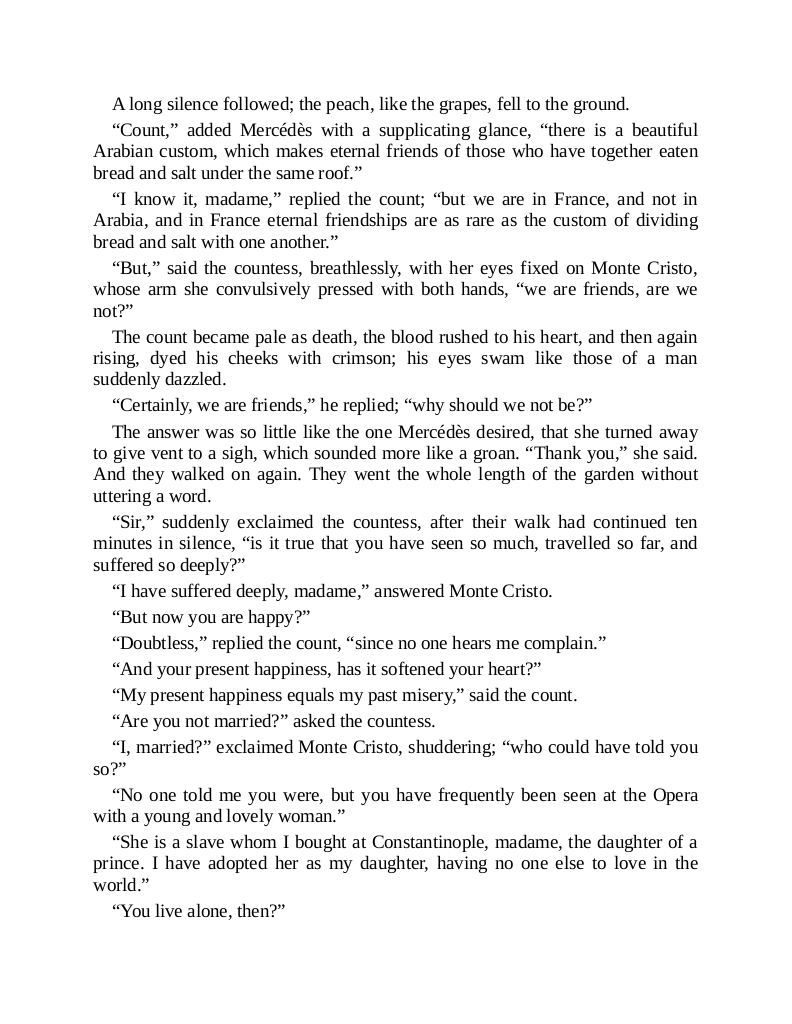 A long silence followed; the peach, like the grapes, fell to the ground.
“Count,” added Mercédès with a supplicating glance, “there is a beautiful
Arabian custom, which makes eternal friends of those who have together eaten
bread and salt under the same roof.”
“I know it, madame,” replied the count; “but we are in France, and not in
Arabia, and in France eternal friendships are as rare as the custom of dividing
bread and salt with one another.”
“But,” said the countess, breathlessly, with her eyes fixed on Monte Cristo,
whose arm she convulsively pressed with both hands, “we are friends, are we
not?”
The count became pale as death, the blood rushed to his heart, and then again
rising, dyed his cheeks with crimson; his eyes swam like those of a man
suddenly dazzled.
“Certainly, we are friends,” he replied; “why should we not be?”
The answer was so little like the one Mercédès desired, that she turned away
to give vent to a sigh, which sounded more like a groan. “Thank you,” she said.
And they walked on again. They went the whole length of the garden without
uttering a word.
“Sir,” suddenly exclaimed the countess, after their walk had continued ten
minutes in silence, “is it true that you have seen so much, travelled so far, and
suffered so deeply?”
“I have suffered deeply, madame,” answered Monte Cristo.
“But now you are happy?”
“Doubtless,” replied the count, “since no one hears me complain.”
“And your present happiness, has it softened your heart?”
“My present happiness equals my past misery,” said the count.
“Are you not married?” asked the countess.
“I, married?” exclaimed Monte Cristo, shuddering; “who could have told you
so?”
“No one told me you were, but you have frequently been seen at the Opera
with a young and lovely woman.”
“She is a slave whom I bought at Constantinople, madame, the daughter of a
prince. I have adopted her as my daughter, having no one else to love in the
world.”
“You live alone, then?”